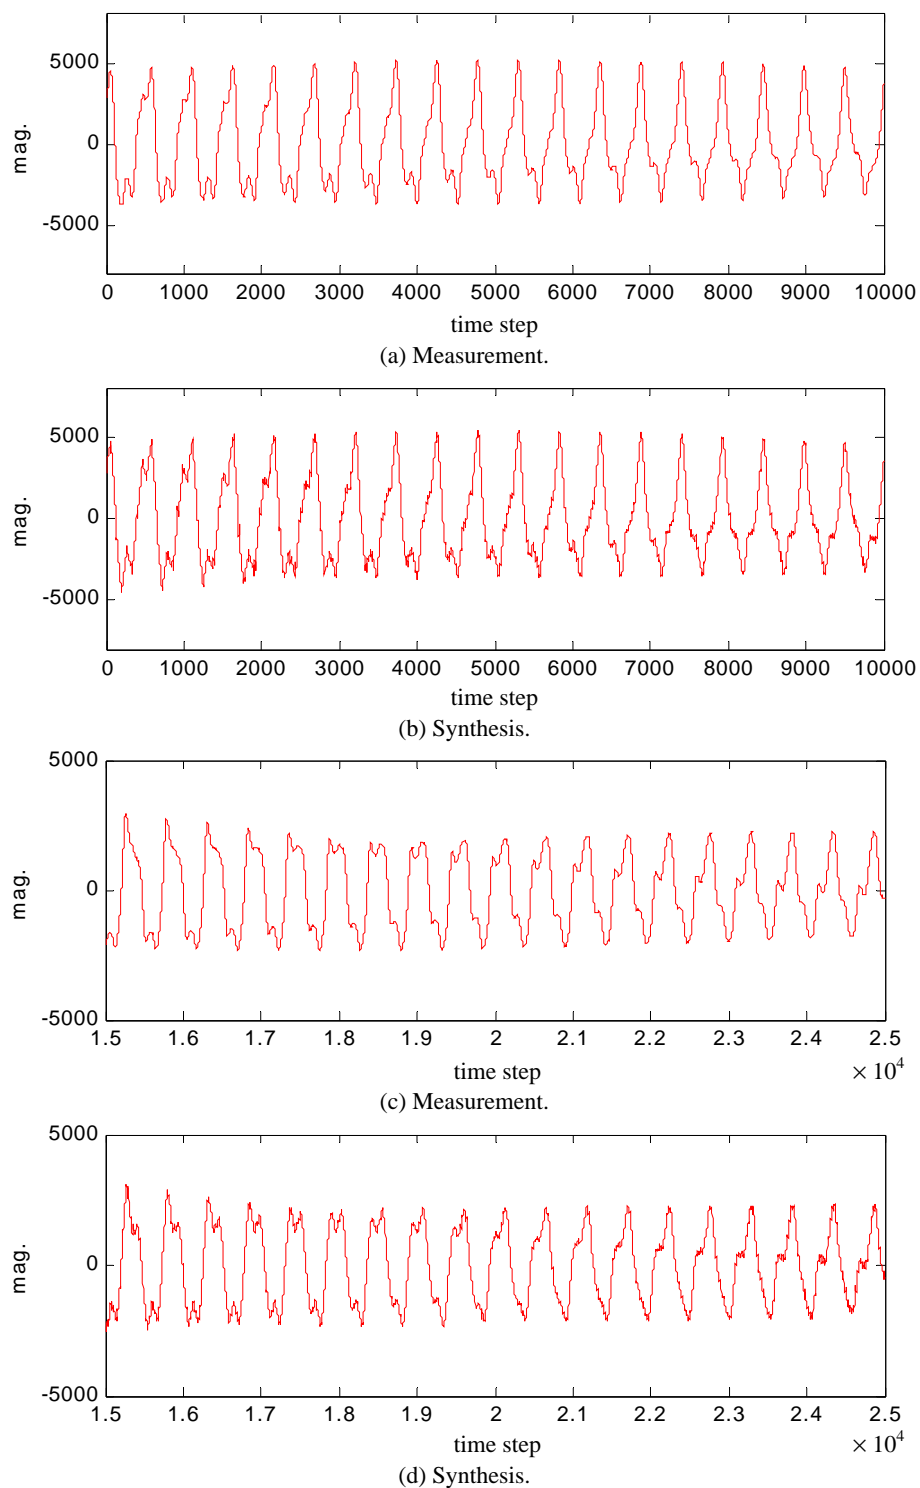 5000
mag.
0
-5000
0 1000 2000 3000 4000 5000 6000 7000 8000 9000 10000
time step
(a) Measurement.
5000
mag.
0
-5000
0 1000 2000 3000 4000 5000 6000 7000 8000 9000 10000
time step
(b) Synthesis.
5000
mag.
0
-5000
1.5 1.6 1.7 1.8 1.9 2 2.1 2.2 2.3 2.4 2.5
time step × 10⁴
(c) Measurement.
5000
mag.
0
-5000
1.5 1.6 1.7 1.8 1.9 2 2.1 2.2 2.3 2.4 2.5
time step × 10⁴
(d) Synthesis.